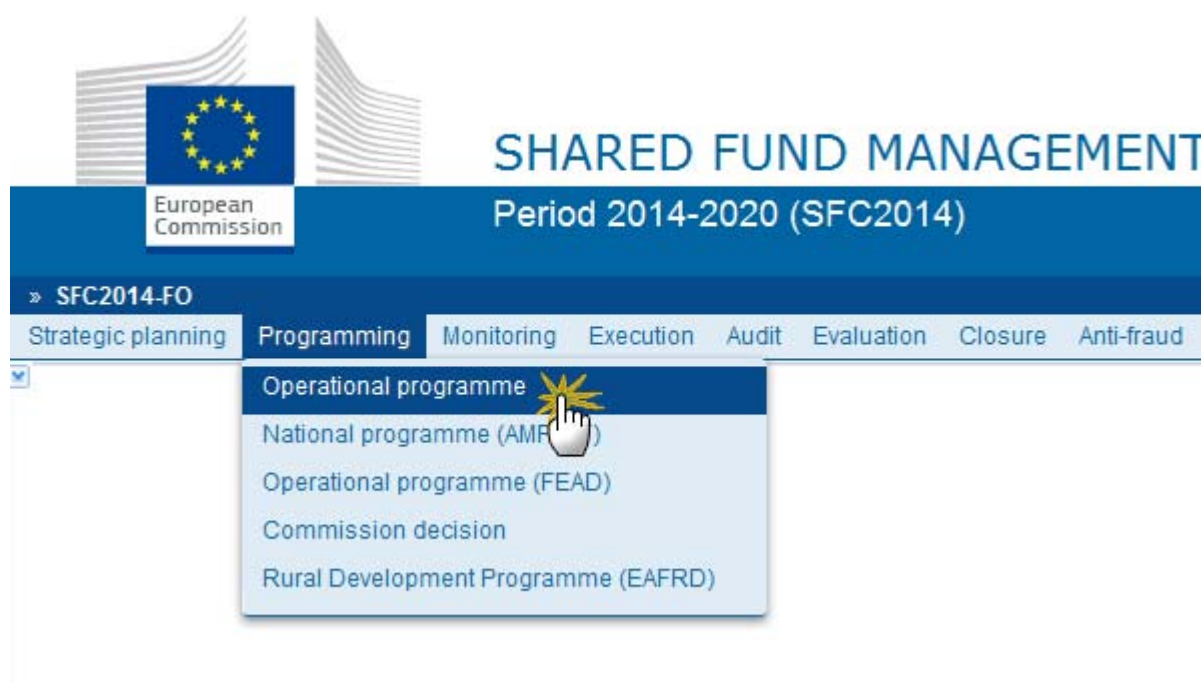 SHARED FUND MANAGEMENT
European
Commission
Period 2014-2020 (SFC2014)
» SFC2014-FO
Strategic planning Programming Monitoring Execution Audit Evaluation Closure Anti-fraud
Operational programme
National programme
Operational programme (FEAD)
Commission decision
Rural Development Programme (EAFRD)